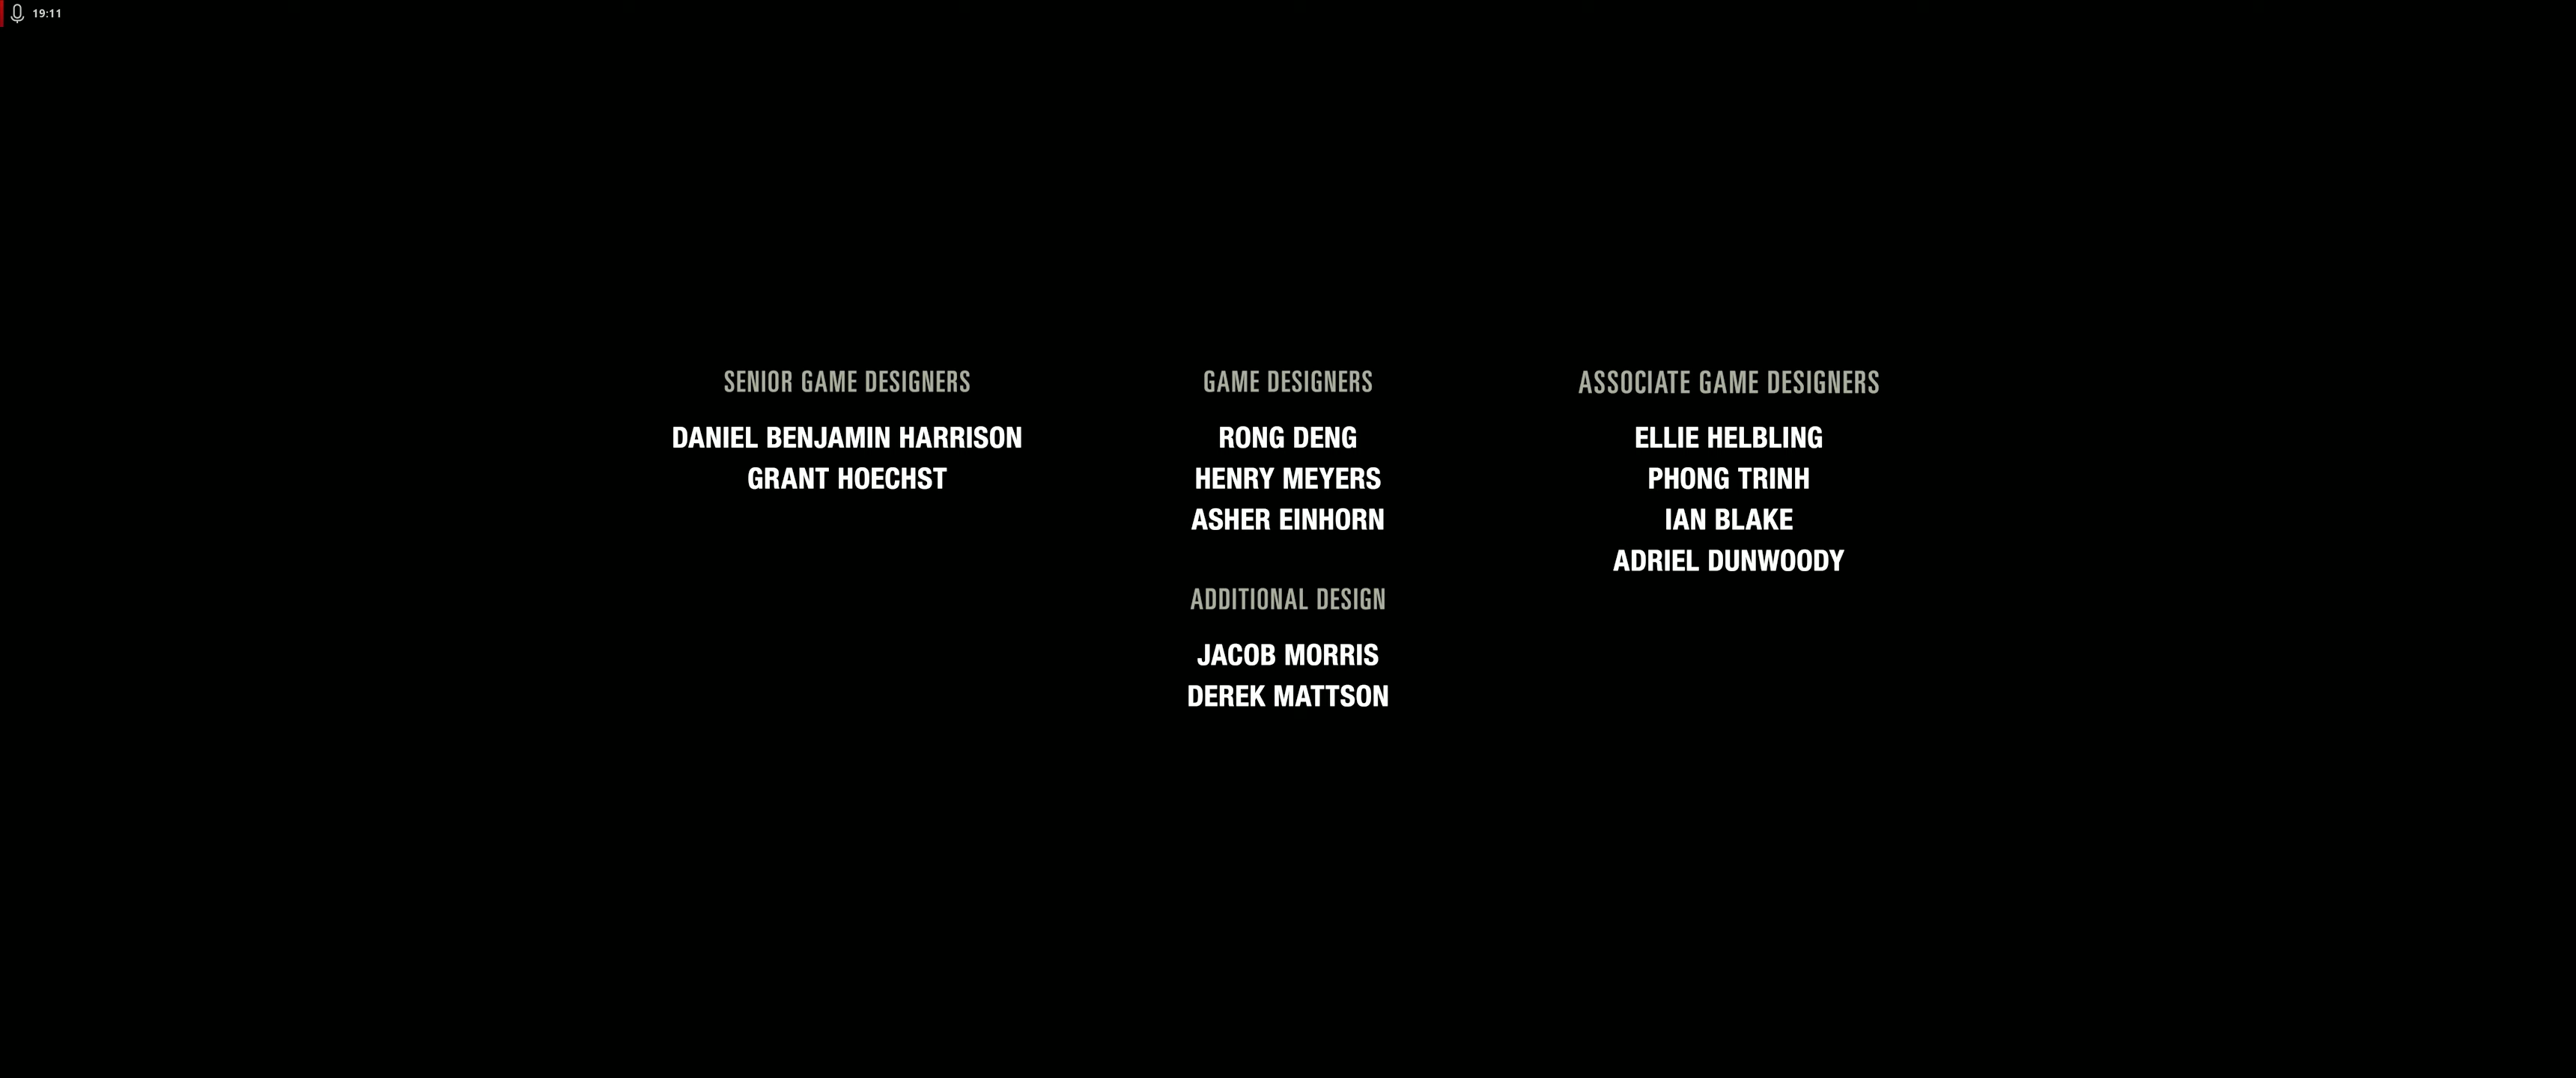 19:11
SENIOR GAME DESIGNERS
DANIEL BENJAMIN HARRISON
GRANT HOECHST
GAME DESIGNERS
RONG DENG
HENRY MEYERS
ASHER EINHORN
ADDITIONAL DESIGN
JACOB MORRIS
DEREK MATTSON
ASSOCIATE GAME DESIGNERS
ELLIE HELBLING
PHONG TRINH
IAN BLAKE
ADRIEL DUNWOODY